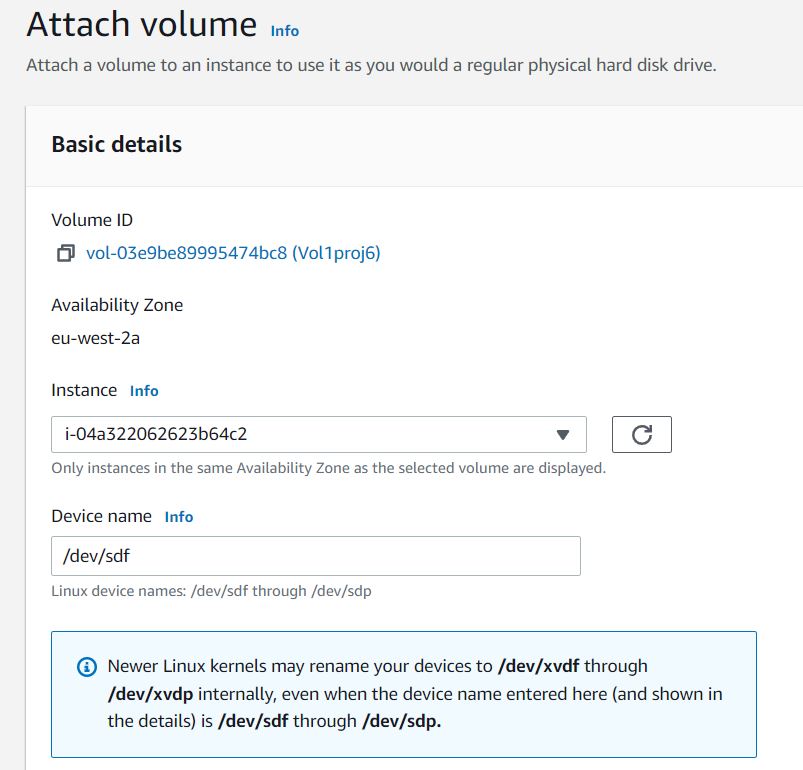 Attach volume Info
Attach a volume to an instance to use it as you would a regular physical hard disk drive.
Basic details
Volume ID
vol-03e9be89995474bc8 (Vol1proj6)
Availability Zone
eu-west-2a
Instance Info
i-04a322062623b64c2
Only instances in the same Availability Zone as the selected volume are displayed.
Device name Info
/dev/sdf
Linux device names: /dev/sdf through /dev/sdp
Newer Linux kernels may rename your devices to /dev/xvdf through
/dev/xvdp internally, even when the device name entered here (and shown in
the details) is /dev/sdf through /dev/sdp.